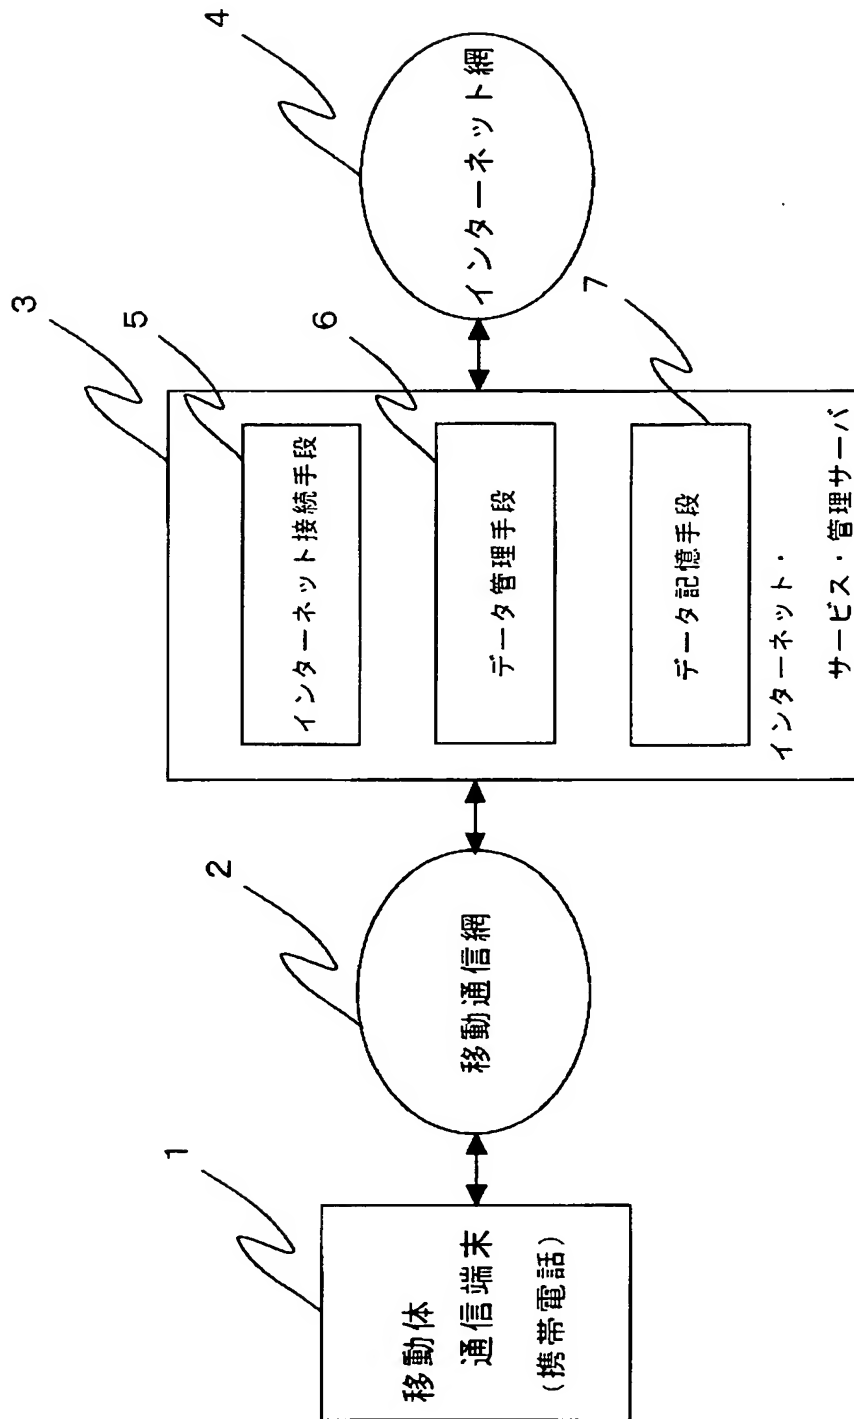 1
移動体
通信端末
(携帯電話)
2
移動通信網
3
5
インターネット接続手段
6
データ管理手段
7
データ記憶手段
インターネット・
サービス・管理サーバ
4
インターネット網